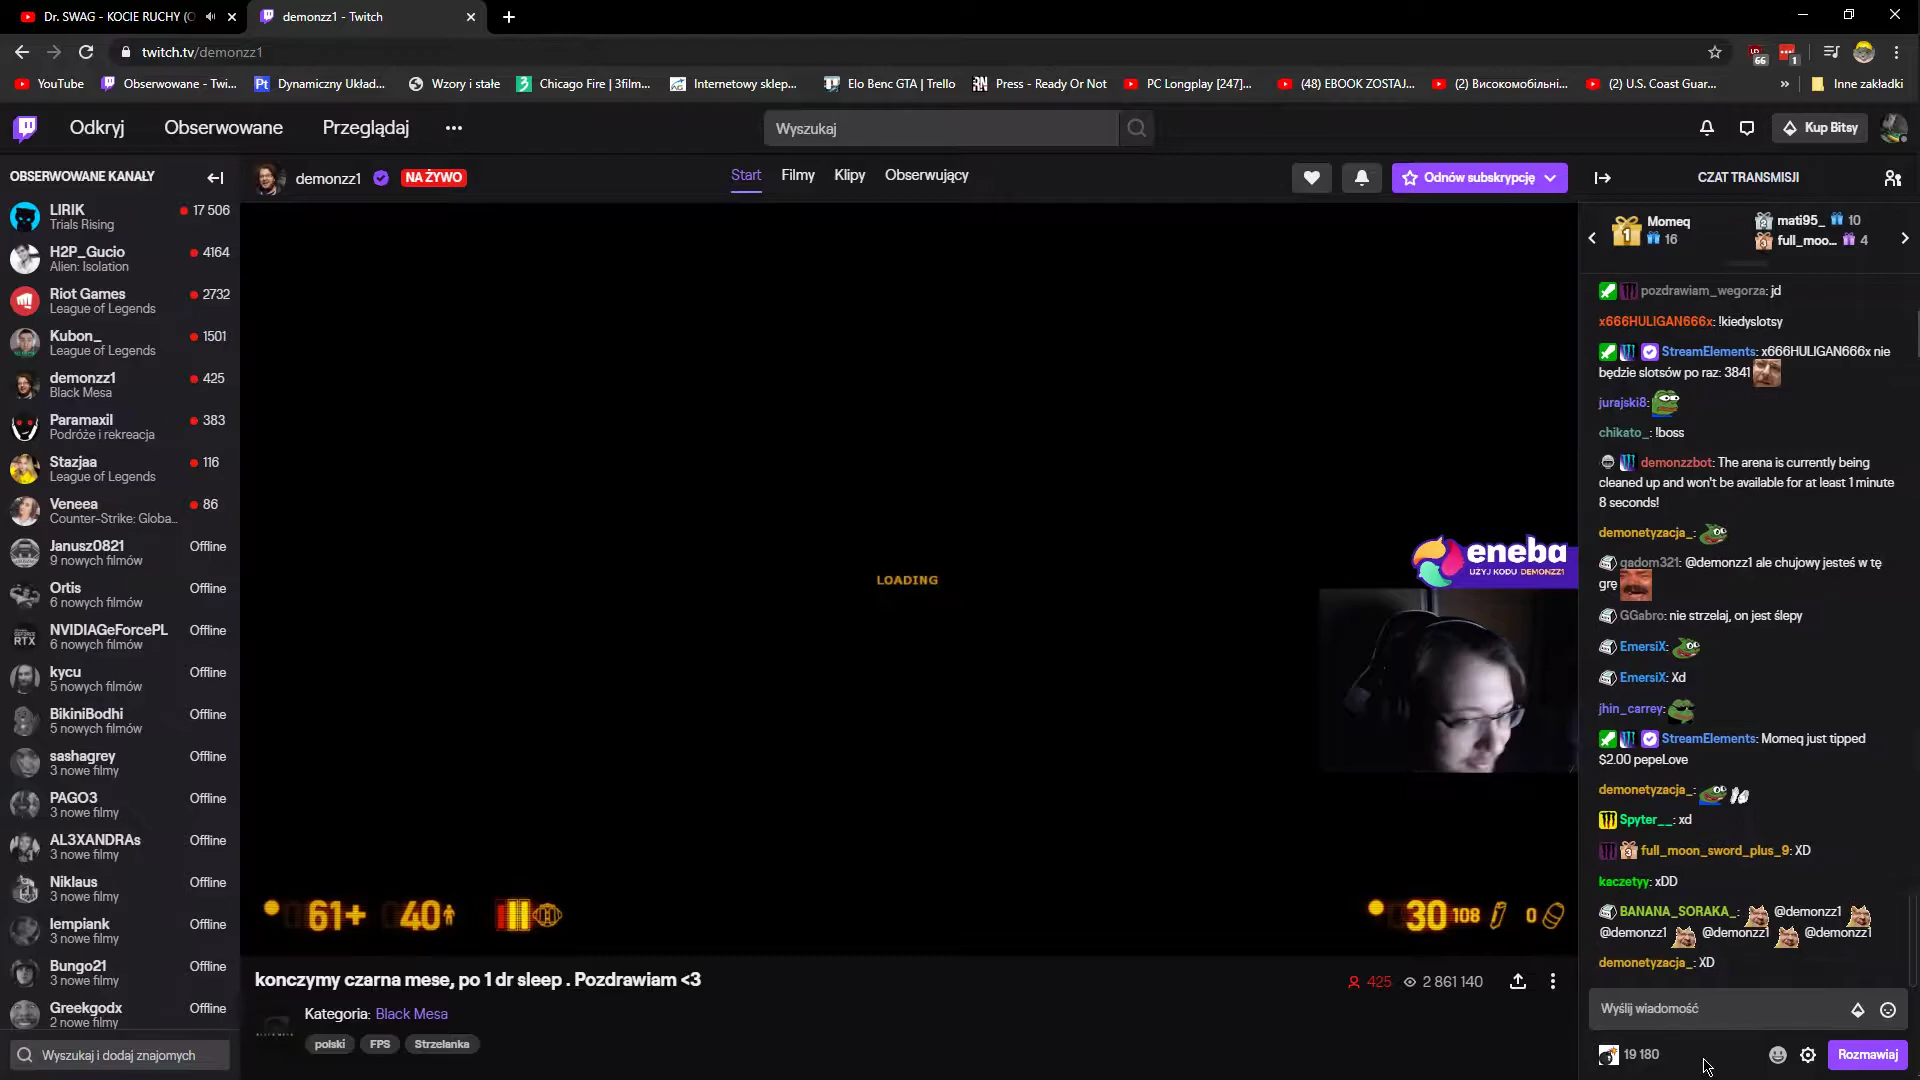 Dr. SWAG - KOCIE RUCHY (O
demonzz1 - Twitch
twitch.tv/demonzz1
66
1
YouTube
Obserwowane - Twi...
Dynamiczny Układ...
Wzory i stałe
Chicago Fire | 3film...
Internetowy sklep...
Elo Benc GTA | Trello
Press - Ready Or Not
PC Longplay [247]...
(48) EBOOK ZOSTAJ...
(2) Високомобільні...
(2) U.S. Coast Guar...
»
Inne zakładki
Odkryj
Obserwowane
Przeglądaj
Wyszukaj
Kup Bitsy
OBSERWOWANE KANAŁY
LIRIK 17 506
Trials Rising
H2P_Gucio 4164
Alien: Isolation
Riot Games 2732
League of Legends
Kubon_ 1501
League of Legends
demonzz1 425
Black Mesa
Paramaxil 383
Podróże i rekreacja
Stazjaa 116
League of Legends
Veneea 86
Counter-Strike: Globa...
Janusz0821 Offline
9 nowych filmów
Ortis Offline
6 nowych filmów
NVIDIAGeForcePL Offline
6 nowych filmów
kycu Offline
5 nowych filmów
BikiniBodhi Offline
5 nowych filmów
sashagrey Offline
3 nowe filmy
PAGO3 Offline
3 nowe filmy
AL3XANDRAs Offline
3 nowe filmy
Niklaus Offline
3 nowe filmy
lempiank Offline
3 nowe filmy
Bungo21 Offline
3 nowe filmy
Greekgodx Offline
2 nowe filmy
Wyszukaj i dodaj znajomych
demonzz1
NA ŻYWO
Start
Filmy
Klipy
Obserwujący
Odnów subskrypcję
LOADING
eneba
UŻYJ KODU DEMONZZ1
61+
40
30 108
0
konczymy czarna mese, po 1 dr sleep . Pozdrawiam <3
425
2 861 140
Kategoria: Black Mesa
polski
FPS
Strzelanka
CZAT TRANSMISJI
1
Momeq
16
mati95_ 10
full_moo... 4
pozdrawiam_wegorza: jd
x666HULIGAN666x: !kiedyslotsy
StreamElements: x666HULIGAN666x nie
będzie slotsów po raz: 3841
jurajski8:
chikato_: !boss
demonzzbot: The arena is currently being
cleaned up and won't be available for at least 1 minute
8 seconds!
demonetyzacja_:
gadom321: @demonzz1 ale chujowy jesteś w tę
grę
GGabro: nie strzelaj, on jest ślepy
EmersiX:
EmersiX: Xd
jhin_carrey:
StreamElements: Momeq just tipped
$2.00 pepeLove
demonetyzacja_:
Spyter__: xd
full_moon_sword_plus_9: XD
kaczetyy: xDD
BANANA_SORAKA_: @demonzz1
@demonzz1 @demonzz1 @demonzz1
demonetyzacja_: XD
Wyślij wiadomość
19 180
Rozmawiaj